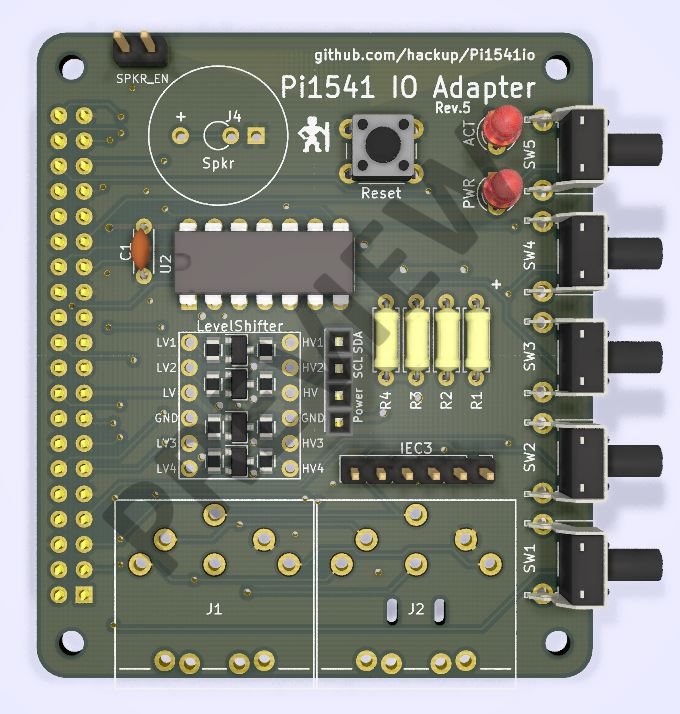 github.com/hackup/Pi1541io
SPKR_EN
Pi1541 IO Adapter
Rev.5
+
J4
Spkr
ACT
SW5
Reset
PWR
C1
U2
SW4
+
LevelShifter
LV1
HV1
SDA
LV2
HV2
SCL
LV
HV
Power
GND
GND
LV3
HV3
LV4
HV4
R4
R3
R2
R1
SW3
IEC3
SW2
SW1
J1
J2
PREVIEW